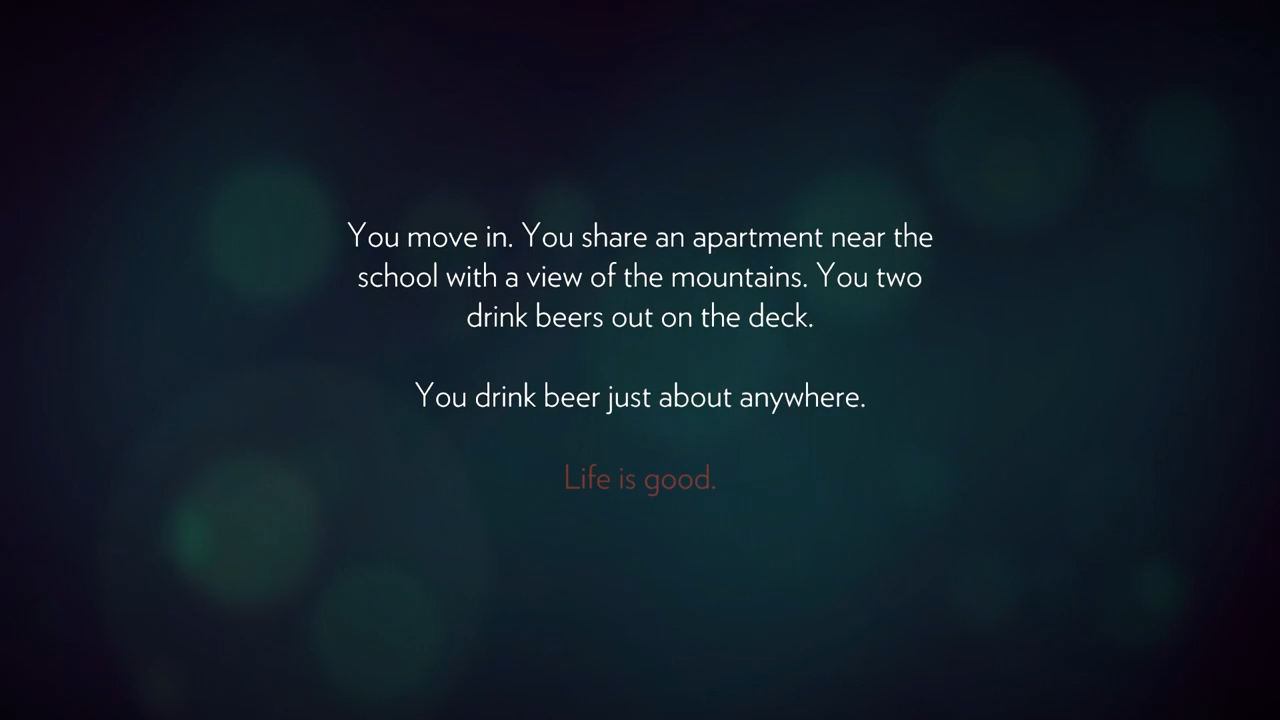 You move in. You share an apartment near the
school with a view of the mountains. You two
drink beers out on the deck.
You drink beer just about anywhere.
Life is good.